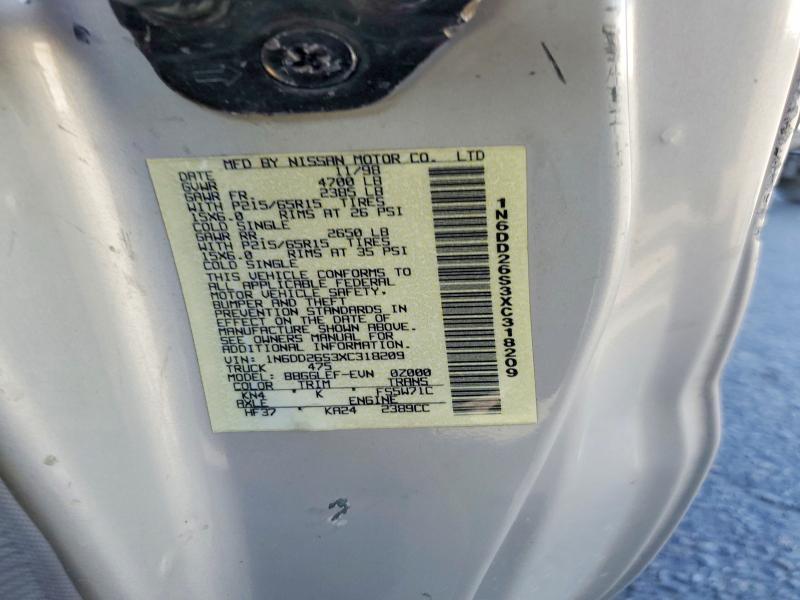 MFD BY NISSAN MOTOR CO. LTD
DATE 11/98
GVWR 4700 LB
GAWR FR 2385 LB
WITH P215/65R15 TIRES
15X6.0 RIMS AT 26 PSI
COLD SINGLE
GAWR RR 2650 LB
WITH P215/65R15 TIRES
15X6.0 RIMS AT 35 PSI
COLD SINGLE
THIS VEHICLE CONFORMS TO
ALL APPLICABLE FEDERAL
MOTOR VEHICLE SAFETY,
BUMPER AND THEFT
PREVENTION STANDARDS IN
EFFECT ON THE DATE OF
MANUFACTURE SHOWN ABOVE.
SEE OWNERS MANUAL FOR
ADDITIONAL INFORMATION.
VIN: 1N6DD26S3XC318209
TRUCK 475
MODEL: BBGGLEF-EVN 0Z000
COLOR TRIM TRANS
KN4 * K FS5W71C
AXLE ENGINE
HF37 * KA24 2389CC
1N6DD26S3XC318209